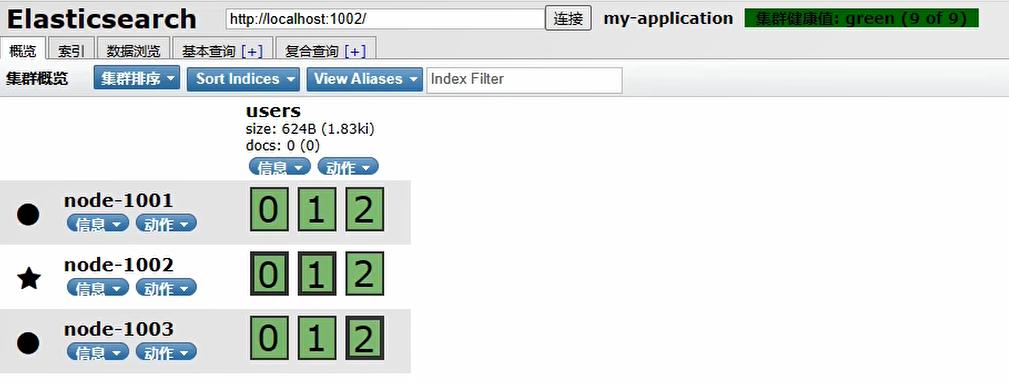 Elasticsearch http://localhost:1002/ 连接 my-application 集群健康值: green (9 of 9)
概览 索引 数据浏览 基本查询 [+] 复合查询 [+]
集群概览 集群排序 Sort Indices View Aliases Index Filter
users
size: 624B (1.83ki)
docs: 0 (0)
信息 动作
node-1001 0 1 2
信息 动作
node-1002 0 1 2
信息 动作
node-1003 0 1 2
信息 动作